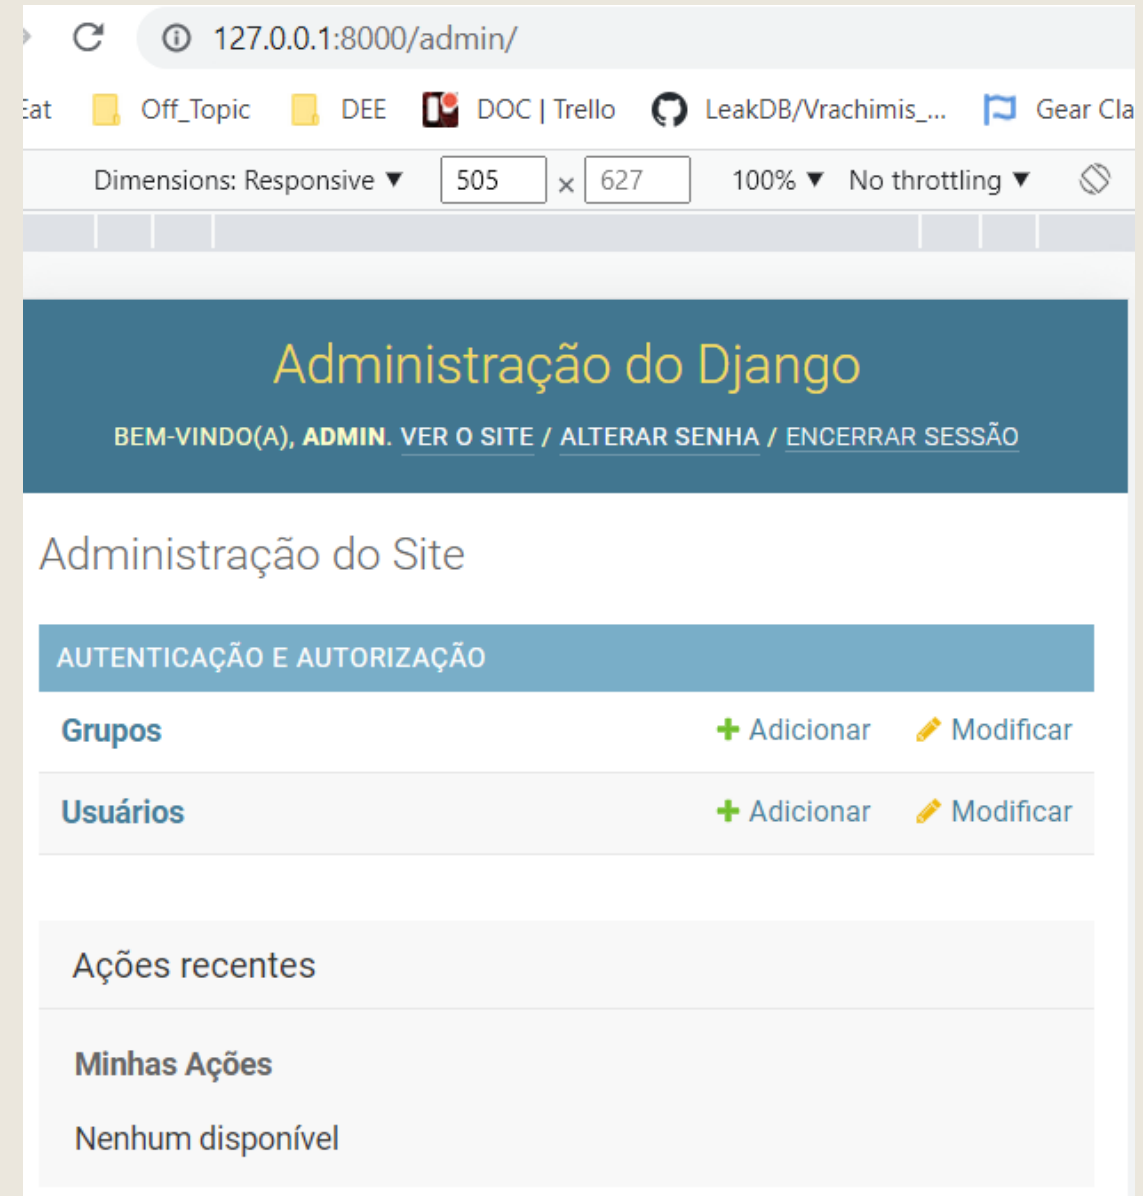 127.0.0.1:8000/admin/
Eat Off_Topic DEE DOC | Trello LeakDB/Vrachimis_... Gear Cla
Dimensions: Responsive ▼ 505 × 627 100% ▼ No throttling ▼
Administração do Django
BEM-VINDO(A), ADMIN. VER O SITE / ALTERAR SENHA / ENCERRAR SESSÃO
Administração do Site
AUTENTICAÇÃO E AUTORIZAÇÃO
Grupos Adicionar Modificar
Usuários Adicionar Modificar
Ações recentes
Minhas Ações
Nenhum disponível